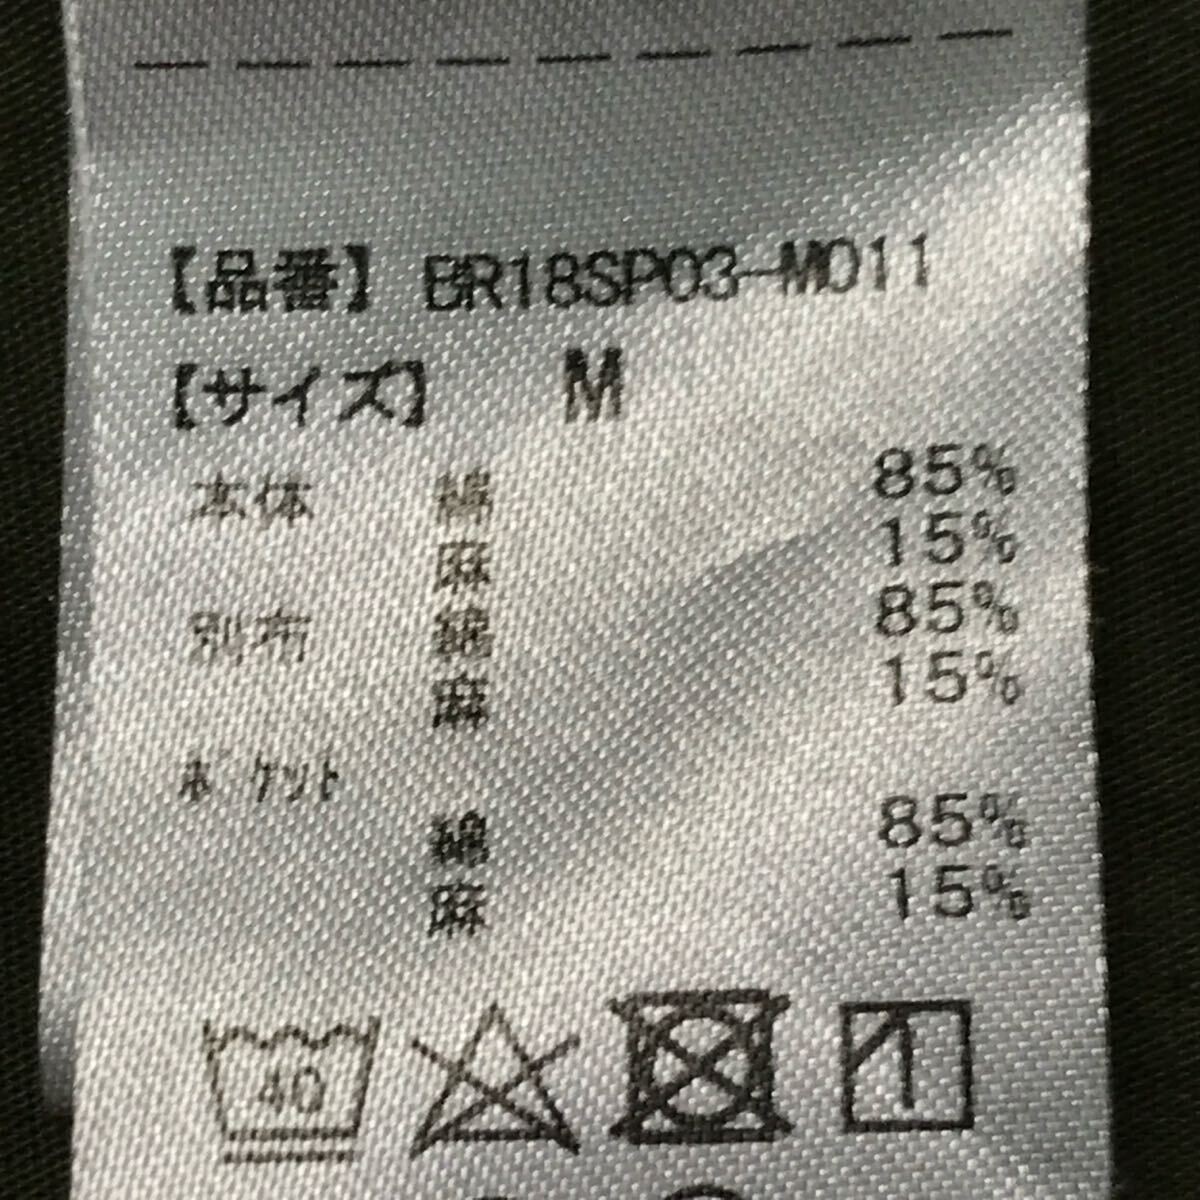 【品番】 BR18SP03-M011
【サイズ】 M
本体 綿 85%
麻 15%
別布 綿 85%
麻 15%
ﾎﾟｹｯﾄ
綿 85%
麻 15%
40